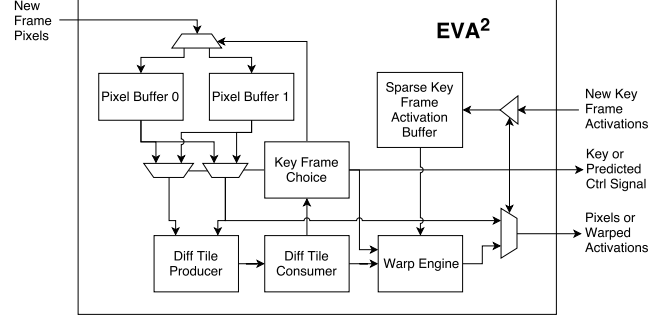 New
Frame
Pixels
EVA2
Pixel Buffer 0
Pixel Buffer 1
Sparse Key
Frame
Activation
Buffer
New Key
Frame
Activations
Key Frame
Choice
Key or
Predicted
Ctrl Signal
Pixels or
Warped
Activations
Diff Tile
Producer
Diff Tile
Consumer
Warp Engine